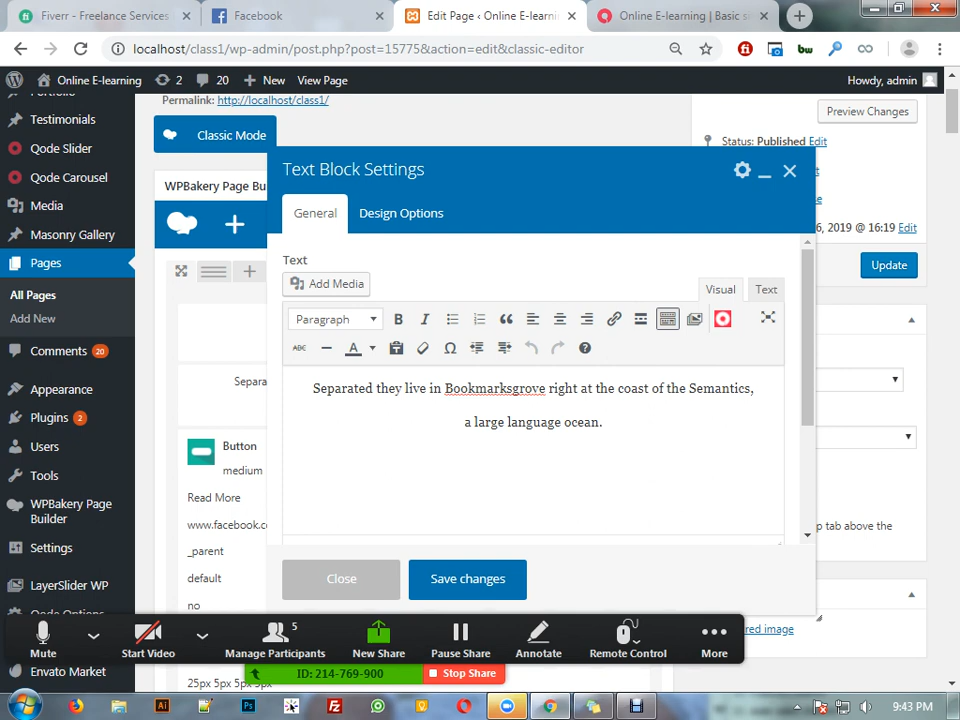 Fiverr - Freelance Services
Facebook
Edit Page ‹ Online E-learnin
Online E-learning | Basic s
localhost/class1/wp-admin/post.php?post=15775&action=edit&classic-editor
Online E-learning 2 20 New View Page Howdy, admin
Testimonials
Qode Slider
Qode Carousel
Media
Masonry Gallery
Pages
All Pages
Add New
Comments 20
Appearance
Plugins 2
Users
Tools
WPBakery Page Builder
Settings
LayerSlider WP
Envato Market
Permalink: http://localhost/class1/
Classic Mode
WPBakery Page Bu
Separa
Button
medium
Read More
www.facebook.c
_parent
default
no
25px 5px 5px 5px
Text Block Settings
General Design Options
Text
Add Media
Visual Text
Paragraph
B I
ABC A
Separated they live in Bookmarksgrove right at the coast of the Semantics,
a large language ocean.
Close Save changes
Preview Changes
Status: Published Edit
6, 2019 @ 16:19 Edit
Update
p tab above the
red image
Mute
Start Video
5
Manage Participants
New Share
Pause Share
Annotate
Remote Control
More
ID: 214-769-900 Stop Share
9:43 PM